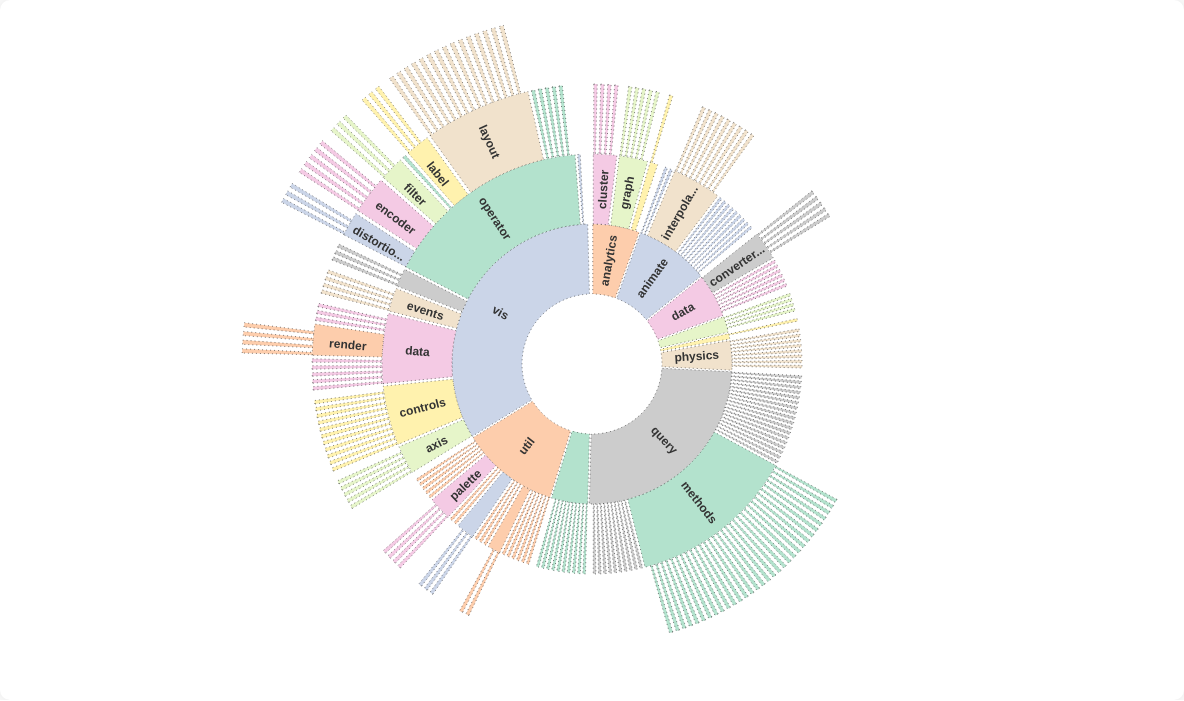 cluster
graph
interpola...
analytics
animate
converter...
data
physics
query
methods
util
palette
vis
operator
layout
label
filter
encoder
distortio...
events
data
render
controls
axis